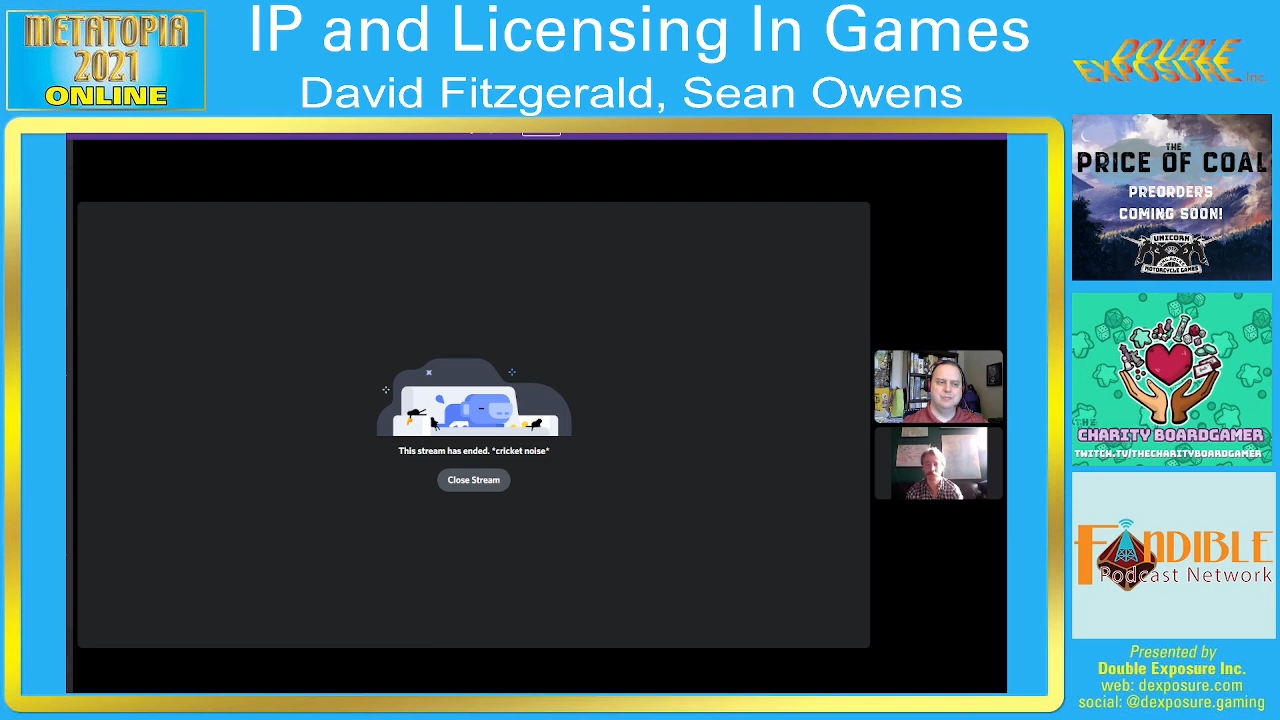 METATOPIA
2021
ONLINE
IP and Licensing In Games
David Fitzgerald, Sean Owens
DOUBLE
EXPOSURE Inc.
THE
PRICE OF COAL
PREORDERS
COMING SOON!
UNICORN
MOTORCYCLE GAMES
This stream has ended. *cricket noise*
Close Stream
THE
CHARITY BOARDGAMER
TWITCH.TV/THECHARITYBOARDGAMER
FANDIBLE
Podcast Network
Presented by
Double Exposure Inc.
web: dexposure.com
social: @dexposure.gaming